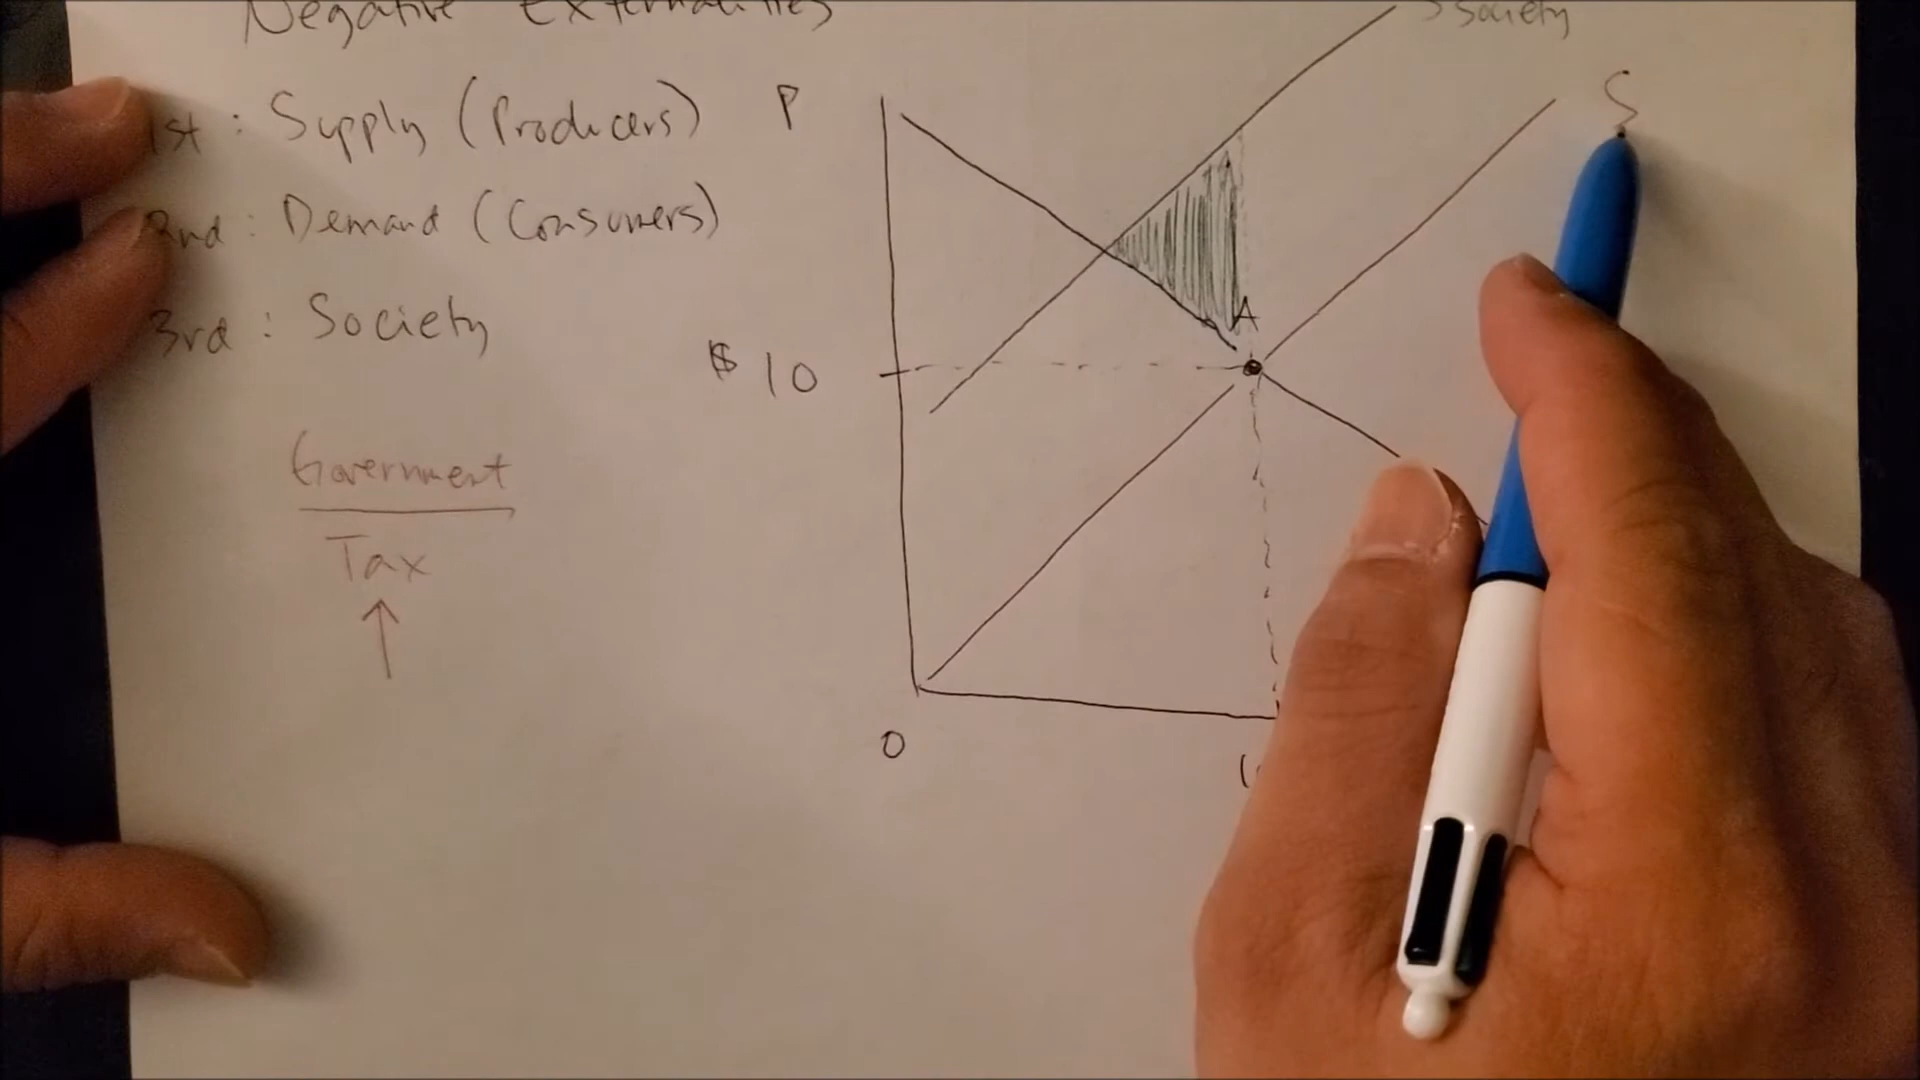 Negative Externalities
1st : Supply (Producers)
2nd : Demand (Consumers)
3rd : Society
Government
Tax
P
S society
S
A
$ 10
0